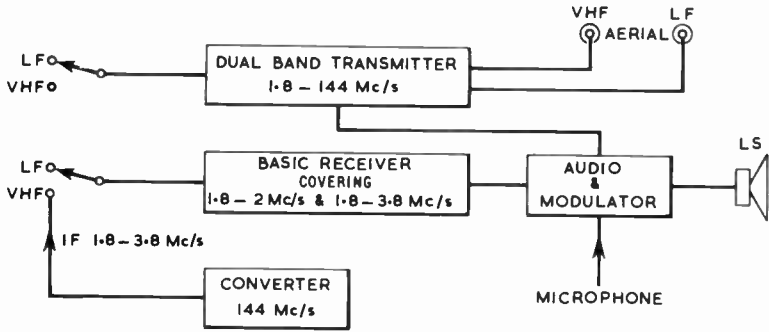 VHF LF
AERIAL
LF
VHF
DUAL BAND TRANSMITTER
1·8 – 144 Mc/s
LF
VHF
BASIC RECEIVER
COVERING
1·8 – 2 Mc/s & 1·8 – 3·8 Mc/s
AUDIO
&
MODULATOR
LS
IF 1·8 – 3·8 Mc/s
CONVERTER
144 Mc/s
MICROPHONE